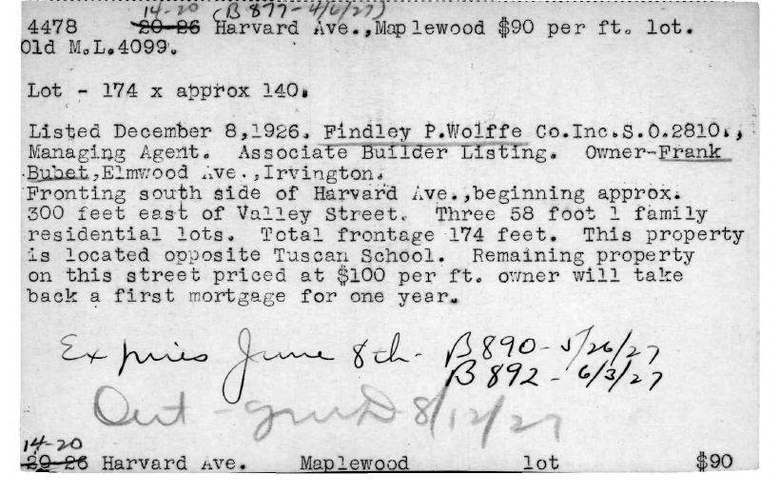 14-20 (B 877 - 4/6/27)
4478 20-26 Harvard Ave.,Maplewood $90 per ft. lot.
Old M.L.4099.
Lot - 174 x approx 140.
Listed December 8,1926. Findley P.Wolffe Co.Inc.S.O.2810.,
Managing Agent. Associate Builder Listing. Owner-Frank
Bubet,Elmwood Ave.,Irvington.
Fronting south side of Harvard Ave.,beginning approx.
300 feet east of Valley Street. Three 58 foot 1 family
residential lots. Total frontage 174 feet. This property
is located opposite Tuscan School. Remaining property
on this street priced at $100 per ft. owner will take
back a first mortgage for one year.
Expires June 8th - B890 - 5/26/27
B892 - 6/3/27
Out - 8/12/27
14-20
20-26 Harvard Ave. Maplewood lot $90